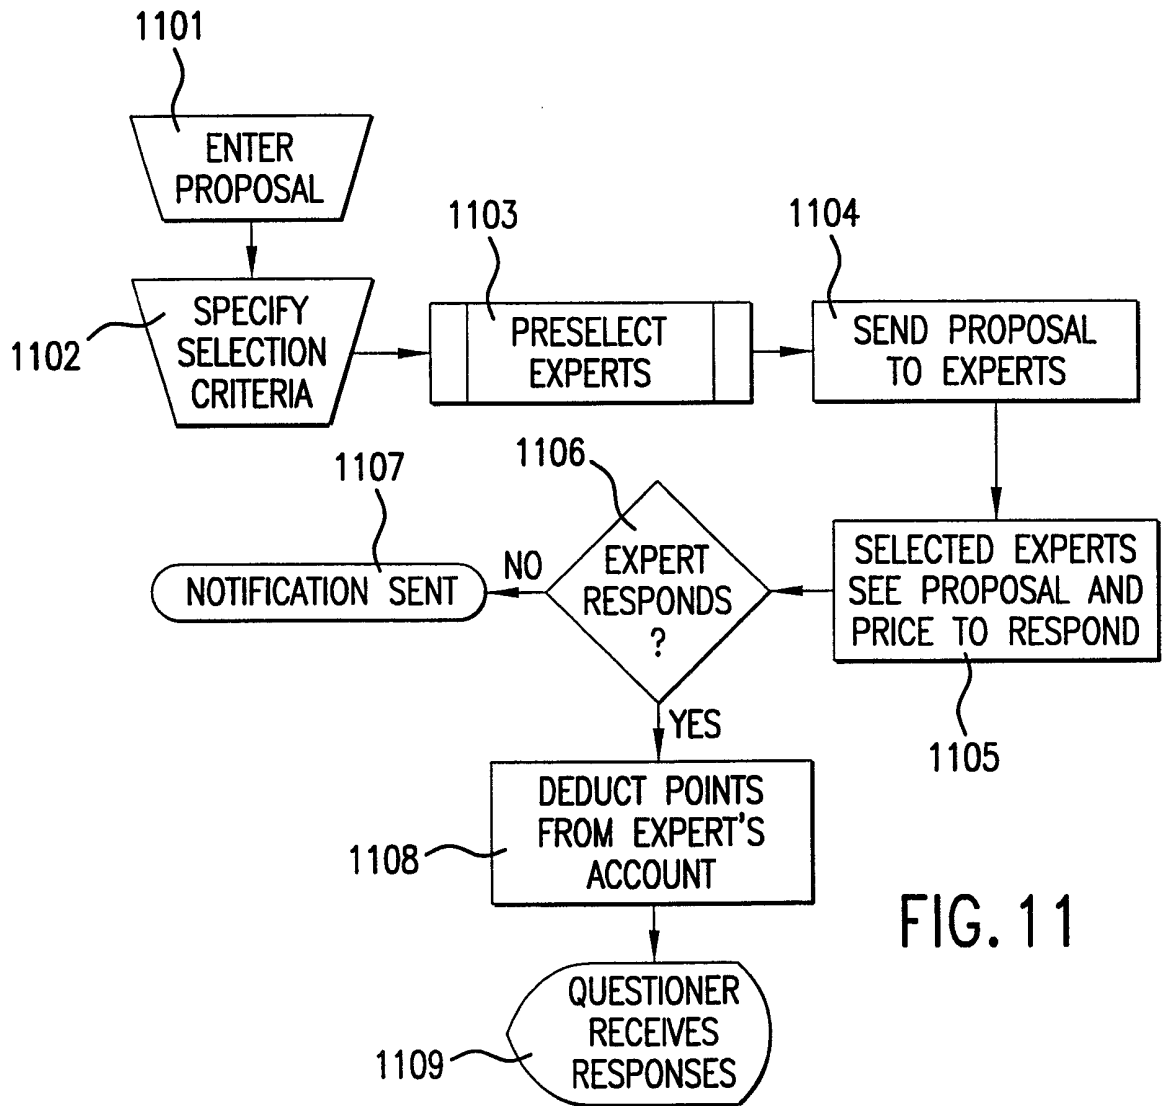 1101
ENTER
PROPOSAL
1102
SPECIFY
SELECTION
CRITERIA
1103
PRESELECT
EXPERTS
1104
SEND PROPOSAL
TO EXPERTS
SELECTED EXPERTS
SEE PROPOSAL AND
PRICE TO RESPOND
1105
1106
EXPERT
RESPONDS
?
NO
1107
NOTIFICATION SENT
YES
1108
DEDUCT POINTS
FROM EXPERT'S
ACCOUNT
1109
QUESTIONER
RECEIVES
RESPONSES
FIG. 11